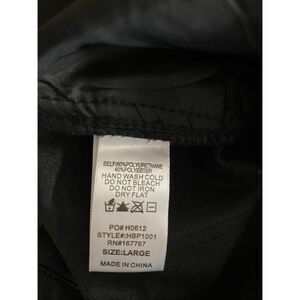 SELF:60%POLYURETHANE
40%POLYESTER
HAND WASH COLD
DO NOT BLEACH
DO NOT IRON
DRY FLAT
PO# H0612
STYLE#:HBP1001
RN#167767
SIZE:LARGE
MADE IN CHINA